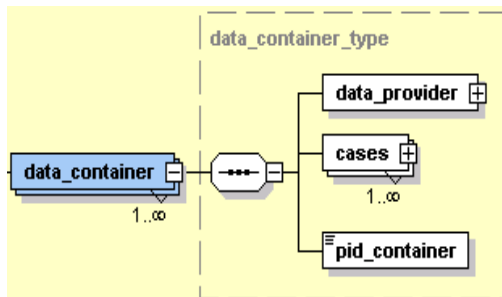 data_container_type
data_provider
cases
1..∞
data_container
1..∞
pid_container